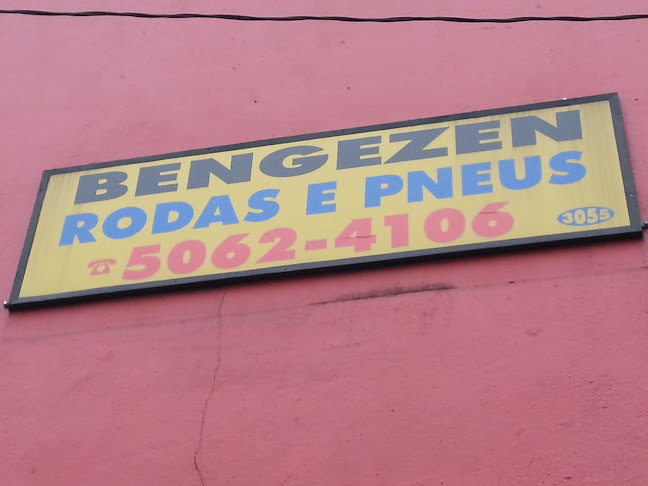 BENGEZEN
RODAS E PNEUS
☎5062-4106
3055